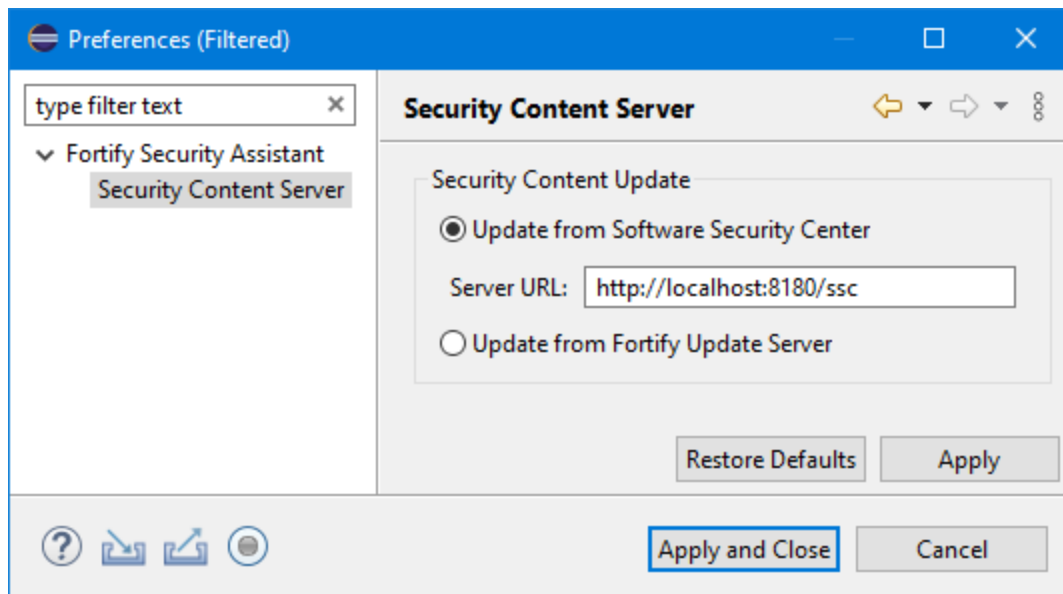 Preferences (Filtered)
type filter text
Fortify Security Assistant
Security Content Server
Security Content Server
Security Content Update
Update from Software Security Center
Server URL: http://localhost:8180/ssc
Update from Fortify Update Server
Restore Defaults Apply
Apply and Close Cancel